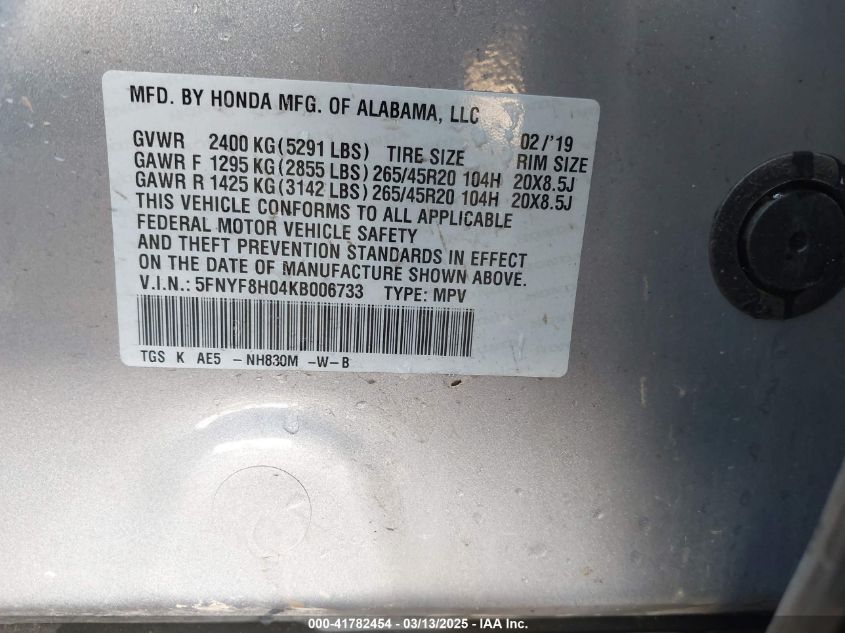 MFD. BY HONDA MFG. OF ALABAMA, LLC
GVWR 2400 KG(5291 LBS) TIRE SIZE 02/'19 RIM SIZE
GAWR F 1295 KG(2855 LBS)265/45R20 104H 20X8.5J
GAWR R 1425 KG(3142 LBS)265/45R20 104H 20X8.5J
THIS VEHICLE CONFORMS TO ALL APPLICABLE
FEDERAL MOTOR VEHICLE SAFETY
AND THEFT PREVENTION STANDARDS IN EFFECT
ON THE DATE OF MANUFACTURE SHOWN ABOVE.
V.I.N.: 5FNYF8H04KB006733 TYPE: MPV
TGS K AE5 - NH830M -W-B
000-41782454 - 03/13/2025 - IAA Inc.